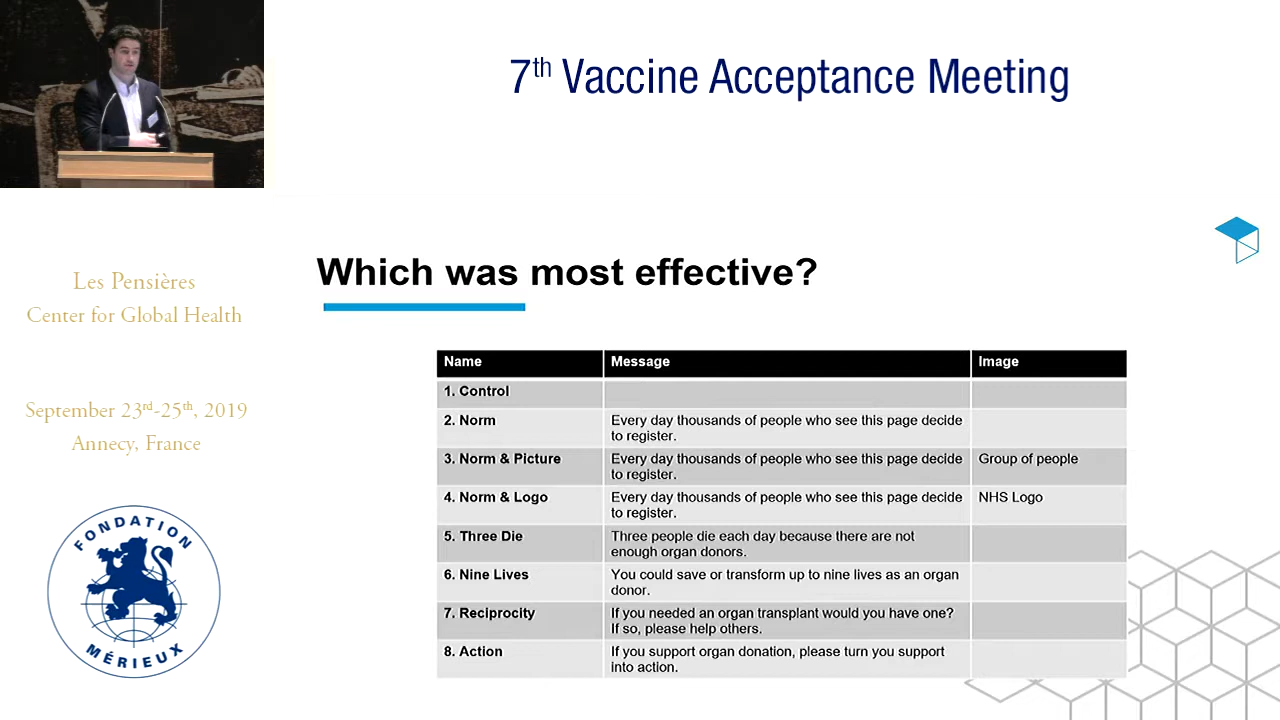 7th Vaccine Acceptance Meeting
Les Pensières
Center for Global Health
September 23rd-25th, 2019
Annecy, France
FONDATION
MÉRIEUX
Which was most effective?
Name Message Image
1. Control
2. Norm Every day thousands of people who see this page decide
to register.
3. Norm & Picture Every day thousands of people who see this page decide Group of people
to register.
4. Norm & Logo Every day thousands of people who see this page decide NHS Logo
to register.
5. Three Die Three people die each day because there are not
enough organ donors.
6. Nine Lives You could save or transform up to nine lives as an organ
donor.
7. Reciprocity If you needed an organ transplant would you have one?
If so, please help others.
8. Action If you support organ donation, please turn you support
into action.